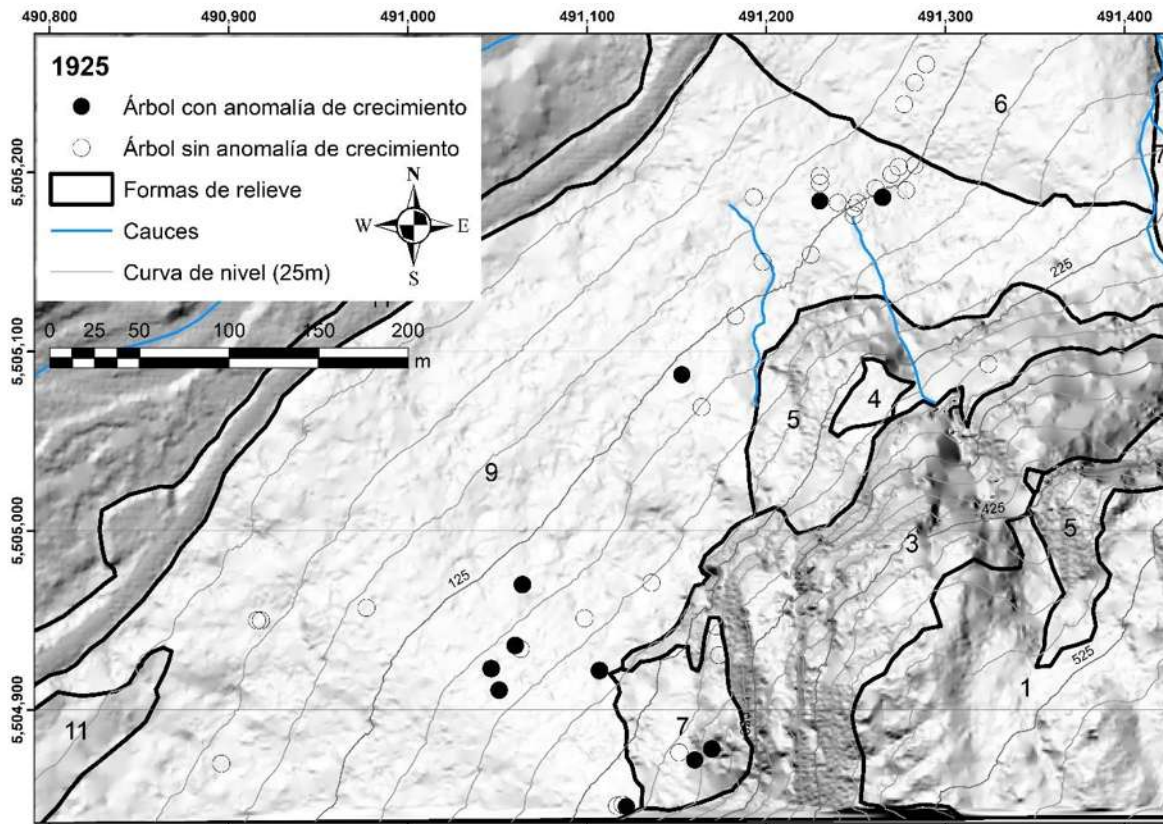 490,800 490,900 491,000 491,100 491,200 491,300 491,400
1925
Árbol con anomalía de crecimiento
Árbol sin anomalía de crecimiento
Formas de relieve
Cauces
Curva de nivel (25m)
N
W E
S
0 25 50 100 150 200
m
5,505,200
5,505,100
5,505,000
5,504,900
6
7
225
5
4
9
425
3
5
125
525
1
11
7